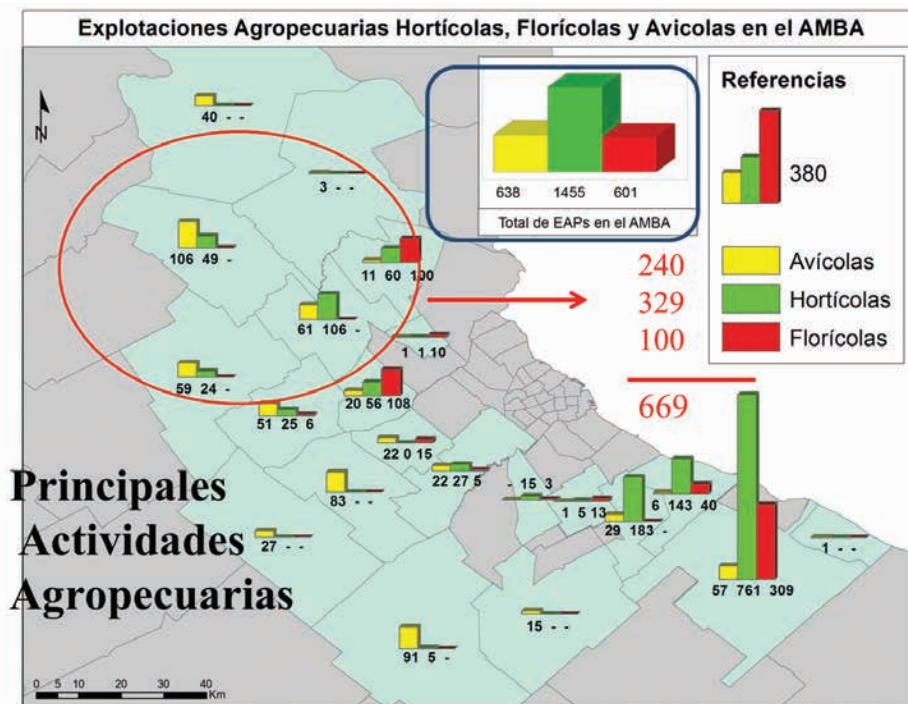 Explotaciones Agropecuarias Hortícolas, Florícolas y Avicolas en el AMBA
N
638 1455 601
Total de EAPs en el AMBA
Referencias
380
Avícolas
Hortícolas
Florícolas
240
329
100
669
40 - -
3 - -
106 49 -
11 60 100
61 106 -
1 1 10
59 24 -
20 56 108
51 25 6
22 0 15
22 27 5
83 - -
- 15 3
1 5 13
6 143 40
29 183 -
27 - -
1 - -
57 761 309
15 - -
91 5 -
Principales
Actividades
Agropecuarias
0 5 10 20 30 40
Km